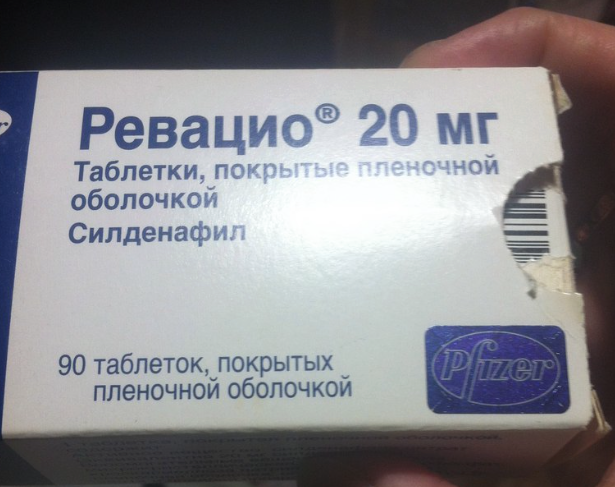 Ревацио® 20 мг
Таблетки, покрытые пленочной
оболочкой
Силденафил
90 таблеток, покрытых
пленочной оболочкой
Pfizer